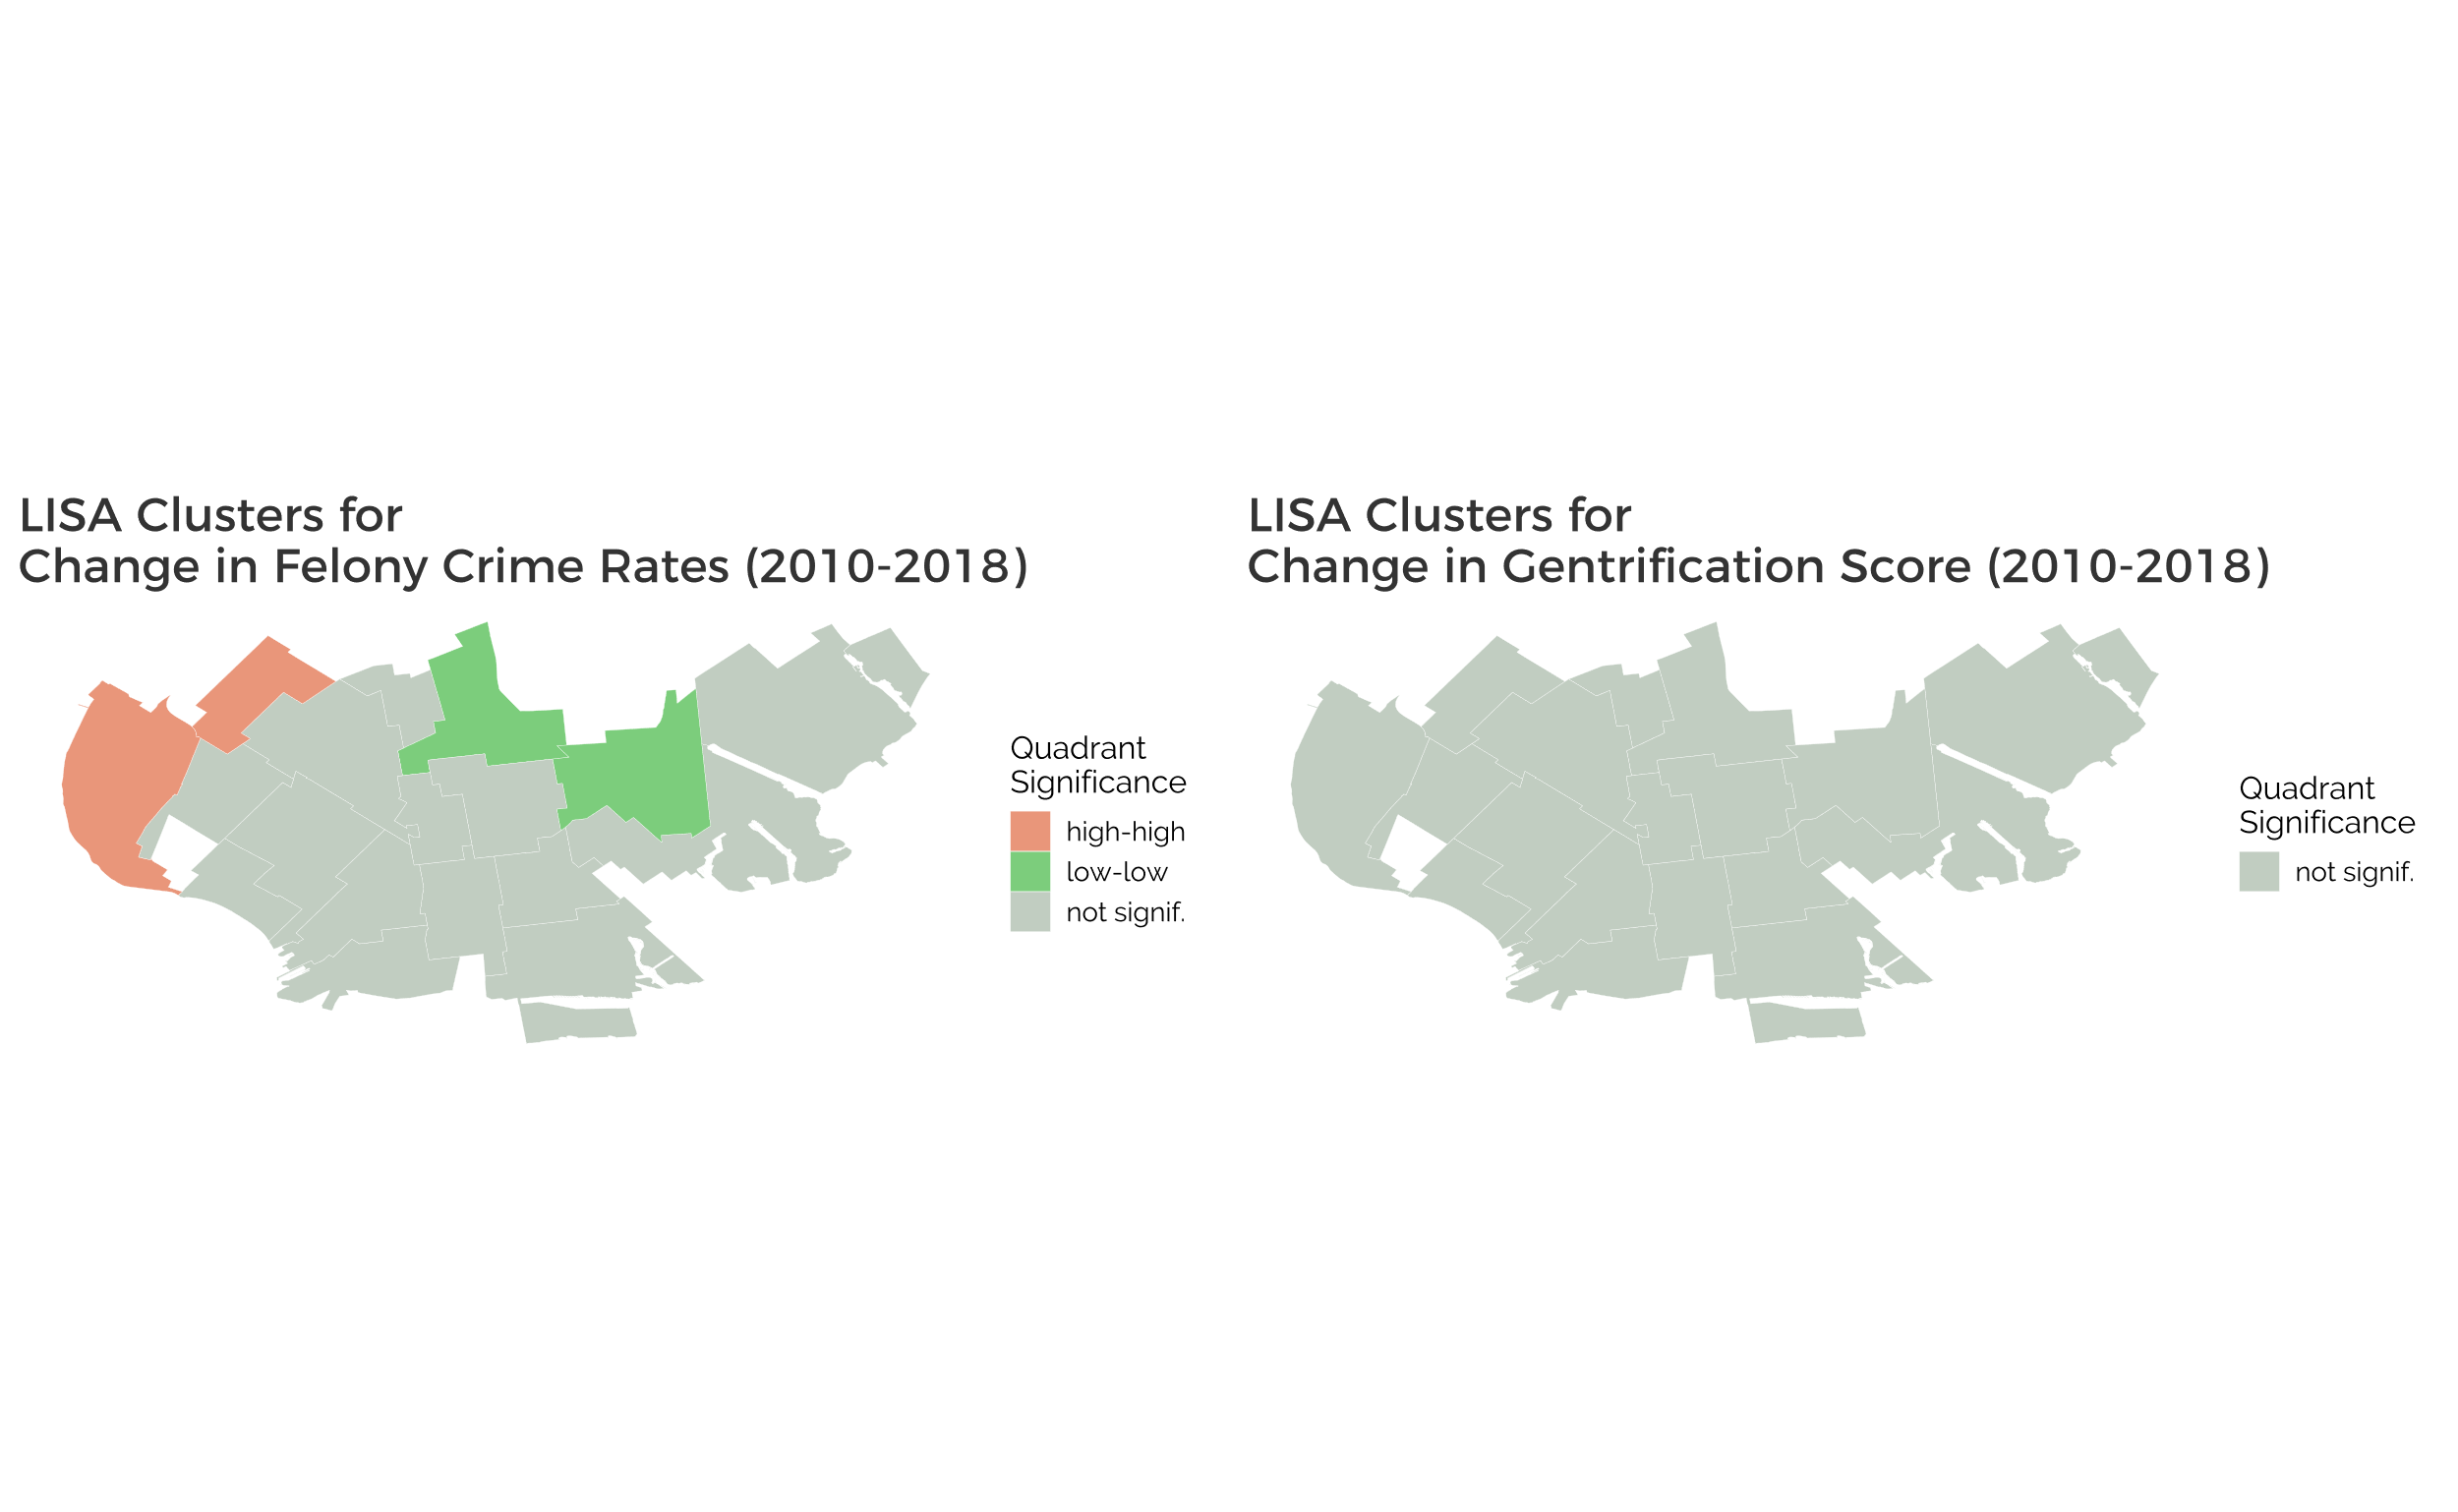 LISA Clusters for
Change in Felony Crime Rates (2010-2018)
Quadrant
Significance
high-high
low-low
not signif.
LISA Clusters for
Change in Gentrification Score (2010-2018)
Quadrant
Significance
not signif.